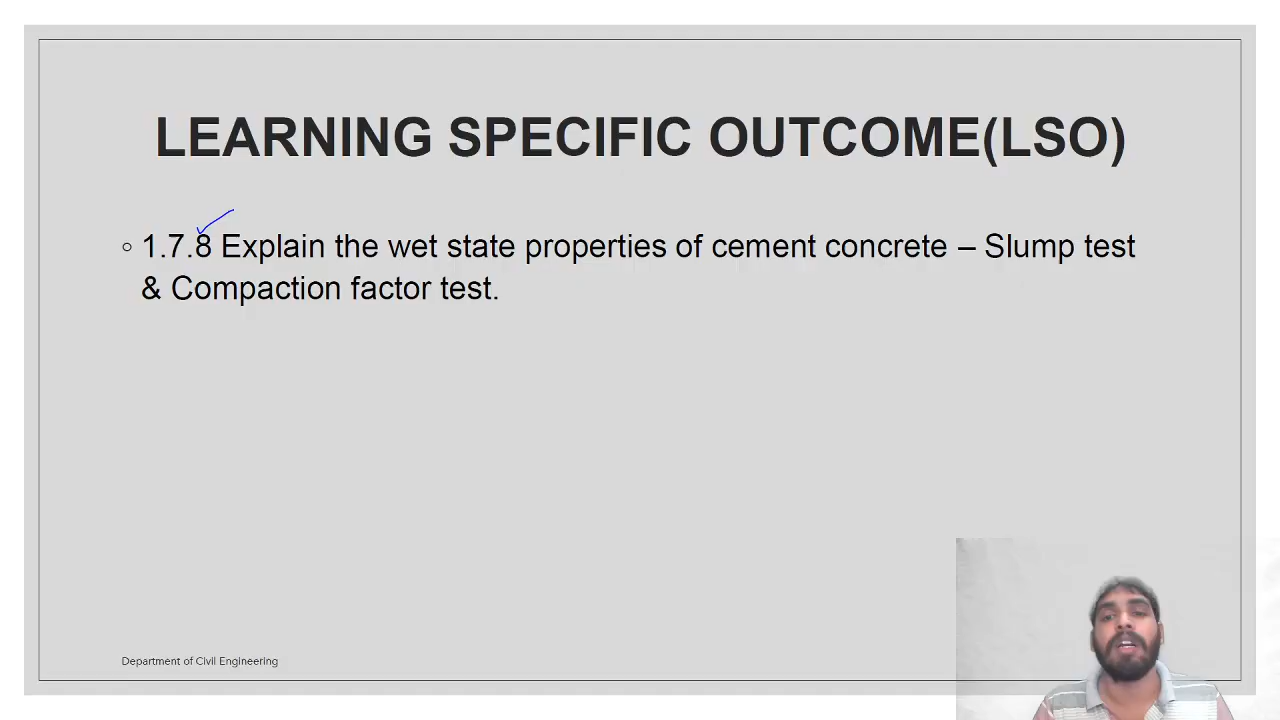 LEARNING SPECIFIC OUTCOME(LSO)
◦ 1.7.8 Explain the wet state properties of cement concrete – Slump test
& Compaction factor test.
Department of Civil Engineering